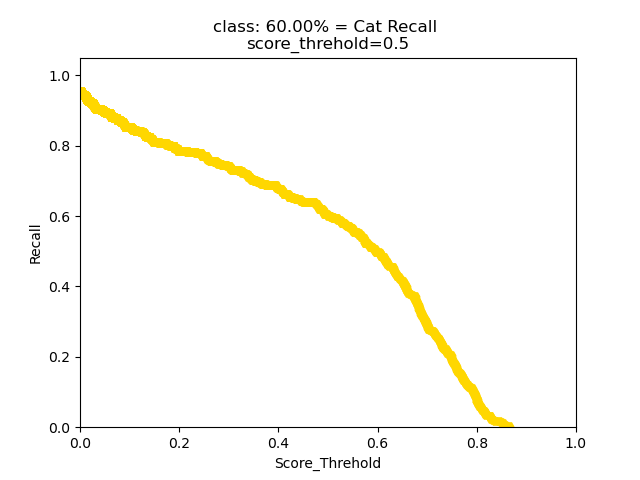 class: 60.00% = Cat Recall
score_threhold=0.5
1.0
0.8
0.6
0.4
0.2
0.0
Recall
0.0 0.2 0.4 0.6 0.8 1.0
Score_Threhold